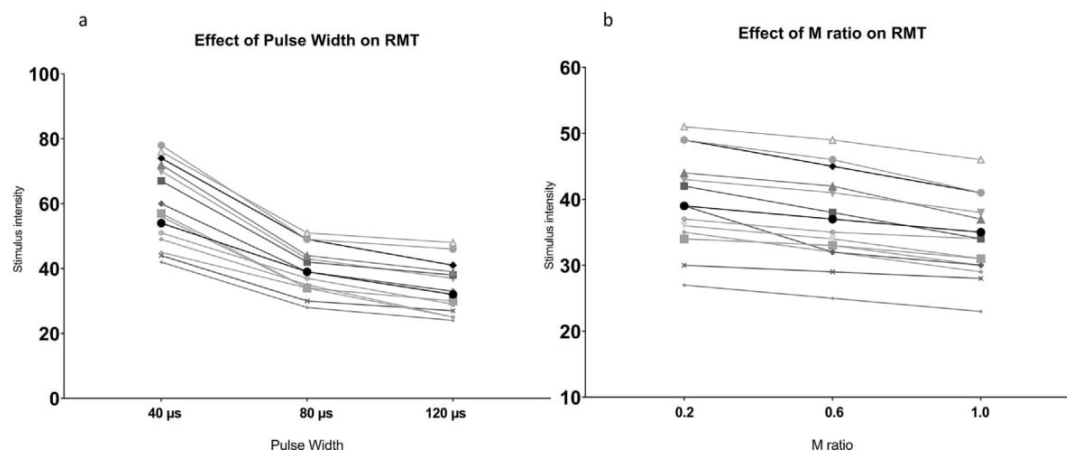 a
Effect of Pulse Width on RMT
100
80
60
40
20
0
Stimulus intensity
40 µs 80 µs 120 µs
Pulse Width
b
Effect of M ratio on RMT
60
50
40
30
20
10
Stimulus intensity
0.2 0.6 1.0
M ratio